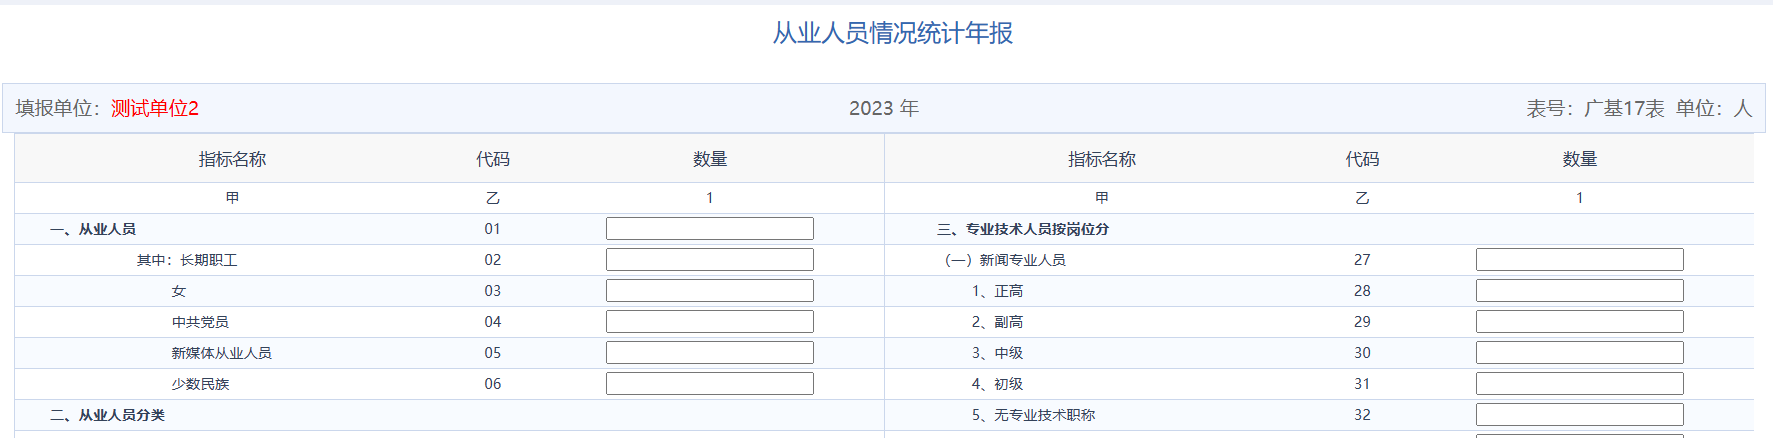 从业人员情况统计年报
填报单位：测试单位2 2023 年 表号：广基17表 单位：人
指标名称 代码 数量 指标名称 代码 数量
甲 乙 1 甲 乙 1
一、从业人员 01 三、专业技术人员按岗位分
其中：长期职工 02 （一）新闻专业人员 27
女 03 1、正高 28
中共党员 04 2、副高 29
新媒体从业人员 05 3、中级 30
少数民族 06 4、初级 31
二、从业人员分类 5、无专业技术职称 32